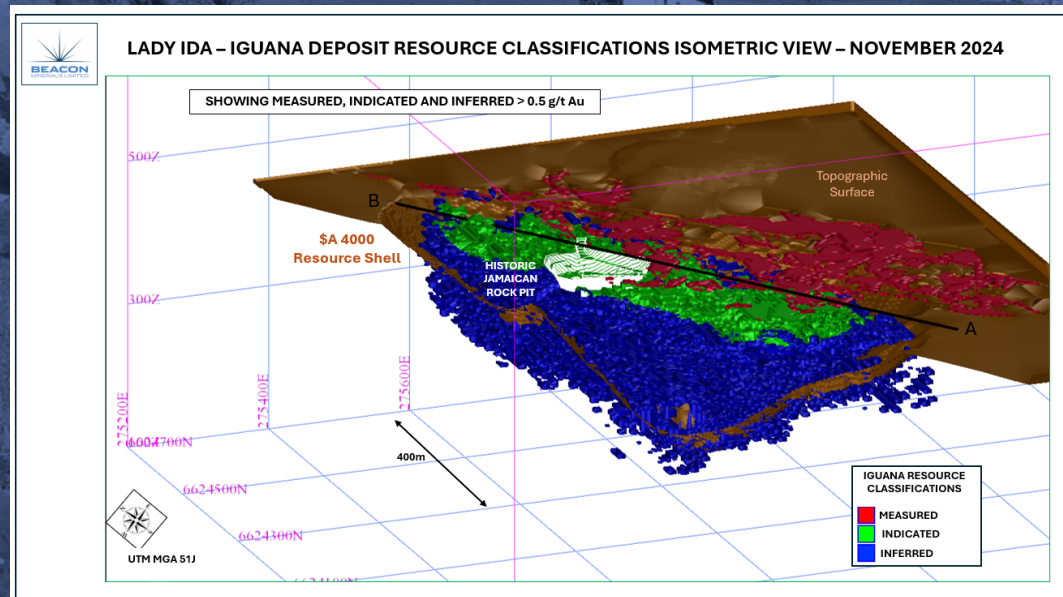 BEACON
MINERALS LIMITED
LADY IDA – IGUANA DEPOSIT RESOURCE CLASSIFICATIONS ISOMETRIC VIEW – NOVEMBER 2024
SHOWING MEASURED, INDICATED AND INFERRED > 0.5 g/t Au
500Z
Topographic
Surface
B
$A 4000
Resource Shell
HISTORIC
JAMAICAN
ROCK PIT
300Z
A
275200E
275400E
275600E
400m
6624500N
6624300N
UTM MGA 51J
IGUANA RESOURCE
CLASSIFICATIONS
MEASURED
INDICATED
INFERRED